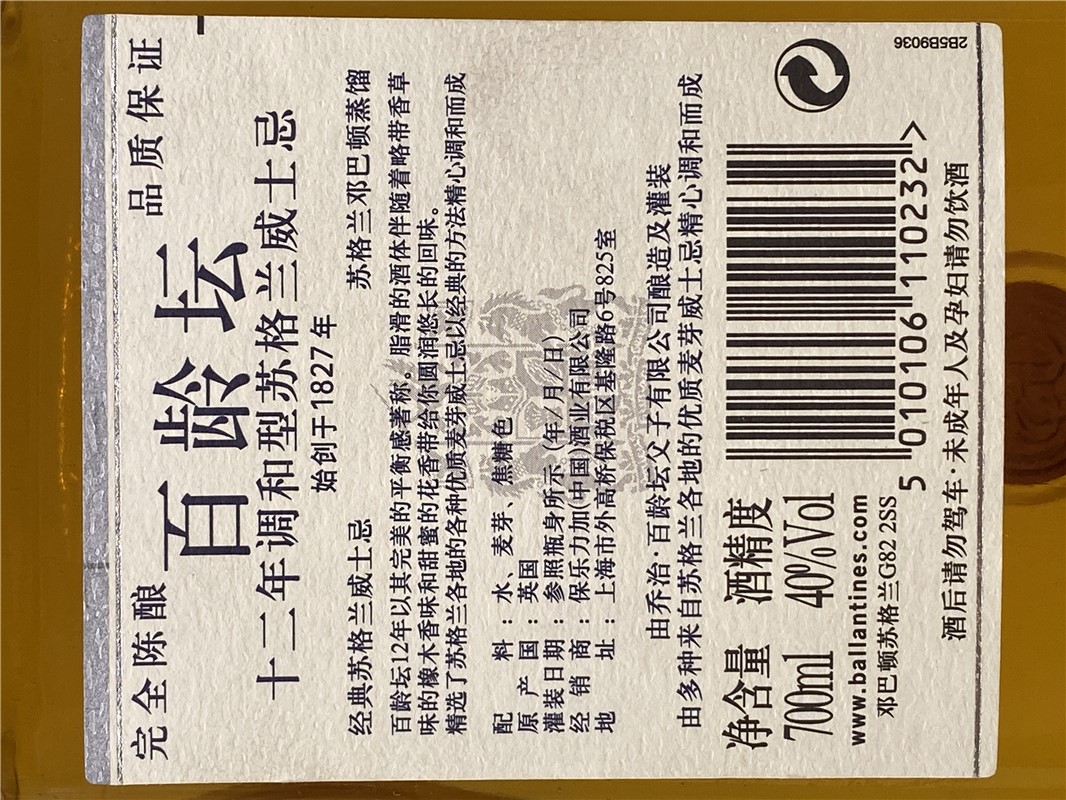 完全陈酿 品质保证
百龄坛
十二年调和型苏格兰威士忌
始创于1827年
经典苏格兰威士忌 苏格兰邓巴顿蒸馏
百龄坛12年以其完美的平衡感著称。脂滑的酒体伴随着略带香草
味的橡木香味和甜蜜的花香带给你圆润悠长的回味。
精选了苏格兰各地的各种优质麦芽威士忌以经典的方法精心调和而成
配料：水、麦芽、焦糖色
原产国：英国
灌装日期：参照瓶身所示（年/月/日）
经销商：保乐力加(中国)酒业有限公司
地址：上海市外高桥保税区基隆路6号825室
由乔治·百龄坛父子有限公司酿造及灌装
由多种来自苏格兰各地的优质麦芽威士忌精心调和而成
净含量 酒精度
700ml 40%Vol
www.ballantines.com
邓巴顿苏格兰G82 2SS
5 010106 110232 >
酒后请勿驾车·未成年人及孕妇请勿饮酒
2B5B9036